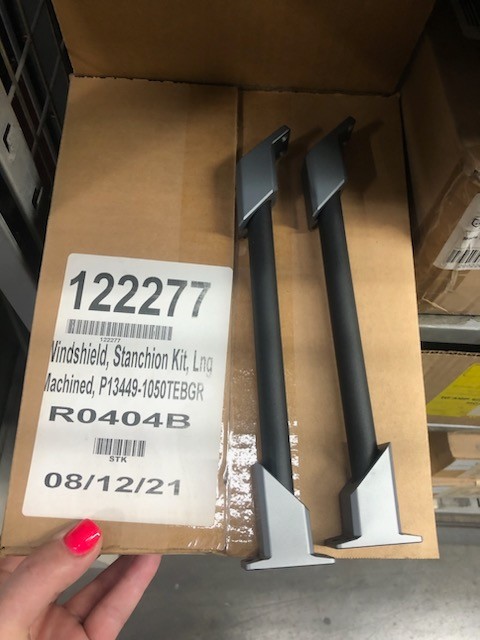 122277
122277
Windshield, Stanchion Kit, Lng
Machined, P13449-1050TEBGR
R0404B
STK
08/12/21